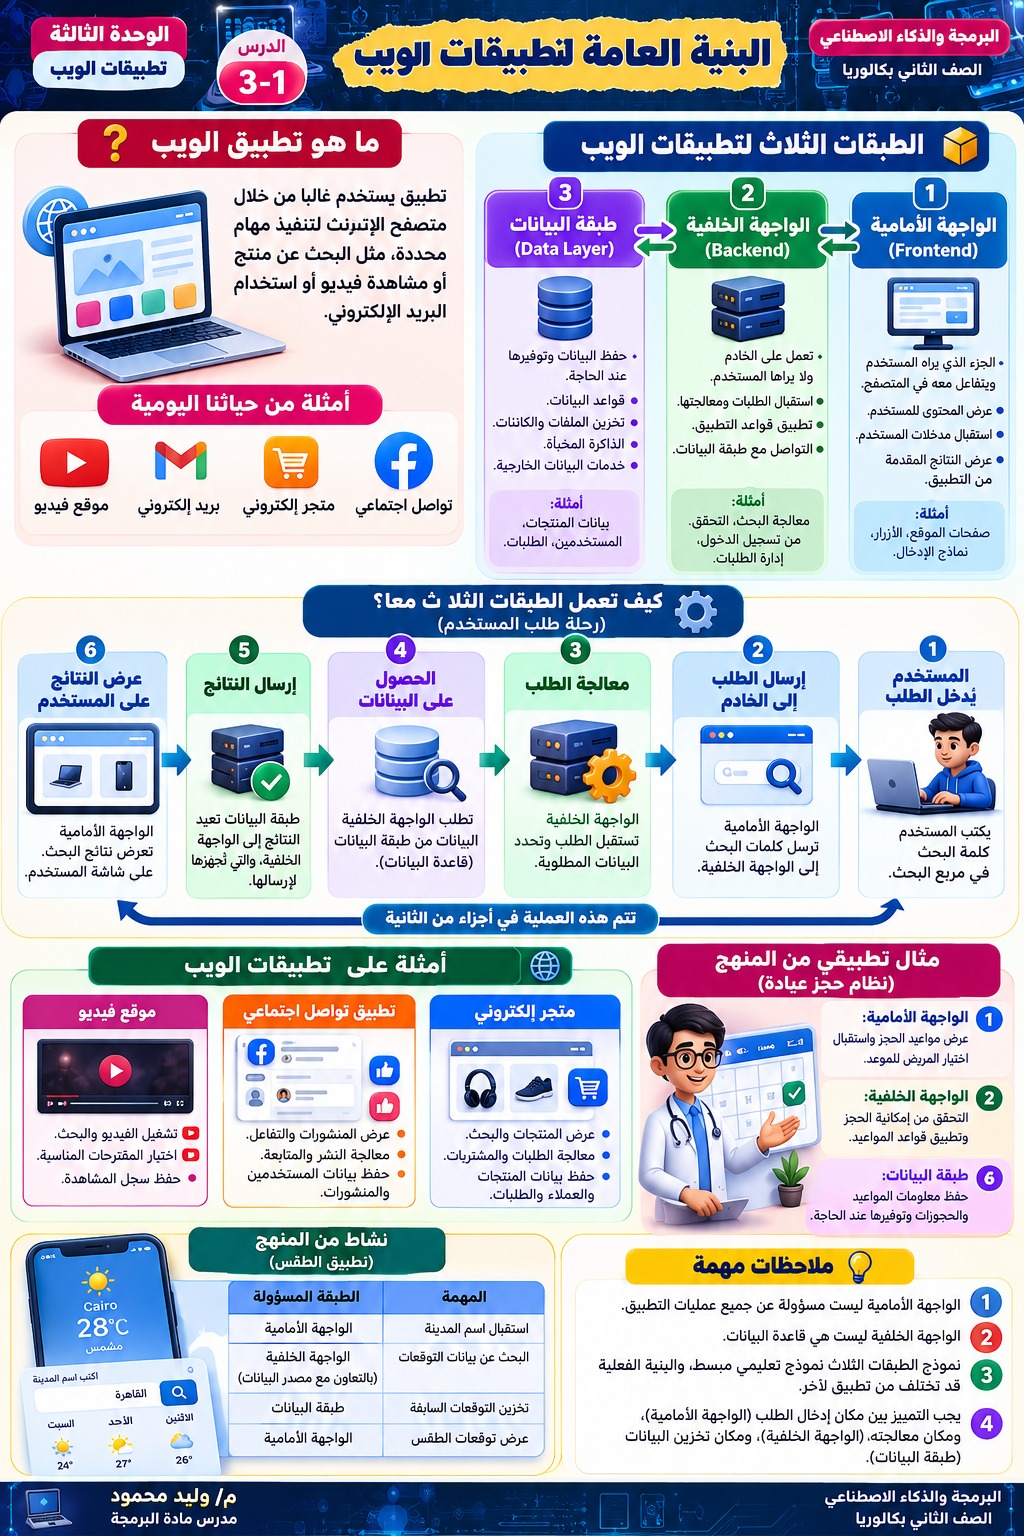 البرمجة والذكاء الاصطناعي
الصف الثاني بكالوريا
البنية العامة لتطبيقات الويب
الدرس
3-1
الوحدة الثالثة
تطبيقات الويب
الطبقات الثلاث لتطبيقات الويب
1
الواجهة الأمامية
(Frontend)
• الجزء الذي يراه المستخدم
ويتفاعل معه في المتصفح.
• عرض المحتوى للمستخدم.
• استقبال مدخلات المستخدم.
• عرض النتائج المقدمة
من التطبيق.
أمثلة:
صفحات الموقع، الأزرار،
نماذج الإدخال.
2
الواجهة الخلفية
(Backend)
• تعمل على الخادم
ولا يراها المستخدم.
• استقبال الطلبات ومعالجتها.
• تطبيق قواعد التطبيق.
• التواصل مع طبقة البيانات.
أمثلة:
معالجة البحث، التحقق.
من تسجيل الدخول،
إدارة الطلبات.
3
طبقة البيانات
(Data Layer)
• حفظ البيانات وتوفيرها
عند الحاجة.
• قواعد البيانات.
• تخزين الملفات والكائنات.
• الذاكرة المخبأة.
• خدمات البيانات الخارجية.
أمثلة:
بيانات المنتجات،
المستخدمين، الطلبات.
ما هو تطبيق الويب ?
تطبيق يستخدم غالبا من خلال
متصفح الإنترنت لتنفيذ مهام
محددة، مثل البحث عن منتج
أو مشاهدة فيديو أو استخدام
البريد الإلكتروني.
أمثلة من حياتنا اليومية
تواصل اجتماعي
متجر إلكتروني
بريد إلكتروني
موقع فيديو
كيف تعمل الطبقات الثلا ث معا؟
(رحلة طلب المستخدم)
1
المستخدم
يُدخل الطلب
يكتب المستخدم
كلمة البحث
في مربع البحث.
2
إرسال الطلب
إلى الخادم
الواجهة الأمامية
ترسل كلمات البحث
إلى الواجهة الخلفية.
3
معالجة الطلب
الواجهة الخلفية
تستقبل الطلب وتحدد
البيانات المطلوية.
4
الحصول
على البينانات
تطلب الواجهة الخلفية
البيانات من طبقة البيانات
(قاعدة البيانات).
5
إرسال النتائج
طبقة البيانات تعيد
النتائج إلى الواجهة
الخلفية، والتي تُجهزها
لإرسالها.
6
عرض النتائج
على المستخدم
الواجهة الأمامية
تعرض نتائج البحث.
على شاشة المستخدم.
تتم هذه العملية في أجزاء من الثانية
مثال تطبيقي من المنهج
(نظام حجز عيادة)
1
الواجهة الأمامية:
عرض مواعيد الحجز واستقبال
اختيار المريض للموعد.
2
الواجهة الخلفية:
التحقق من إمكانية الحجز
وتطبيق قواعد المواعيد.
6
طبقة البيانات:
حفظ معلومات المواعيد
والحجوزات وتوفيرها عند الحاجة.
أمثلة على تطبيقات الويب
متجر إلكتروني
• عرض المنتجات والبحث.
• معالجة الطلبات والمشتريات.
• حفظ بيانات المنتجات
والعملاء والطلبات.
تطبيق تواصل اجتماعي
• عرض المنشورات والتفاعل.
• معالجة النشر والمتابعة.
• حفظ بيانات المستخدمين
والمنشورات.
موقع فيديو
تشغيل الفيديو والبحث.
اختيار المقترحات المناسبة.
• حفظ سجل المشاهدة.
ملاحظات مهمة
1
الواجهة الأمامية ليست مسؤولة عن جميع عمليات التطبيق.
2
الواجهة الخلفية ليست هي قاعدة البيانات.
3
نموذج الطبقات الثلاث نموذج تعليمي مبسط، والبنية الفعلية
قد تختلف من تطبيق لأخر.
4
يجب التمييز بين مكان إدخال الطلب (الواجهة الأمامية)،
ومكان معالجته، (الواجهة الخلفية)، ومكان تخزين البيانات
(طبقة البيانات).
نشاط من المنهج
(تطبيق الطقس)
المهمة
الطبقة المسؤولة
استقبال اسم المدينة
الواجهة الأمامية
البحث عن بيانات التوقعات
الواجهة الخلفية
(بالتعاون مع مصدر البيانات)
تخزين التوقعات السابقة
طبقة البيانات
عرض توقعات الطقس
الواجهة الأمامية
Cairo
28°C
مشمس
اكتب اسم المدينة
القاهرة
الاثنين
الأحد
السبت
26°
27°
24°
البرمجة والذكاء الاصطناعي
الصف الثاني بكالوريا
م/ وليد محمود
مدرس مادة البرمجة